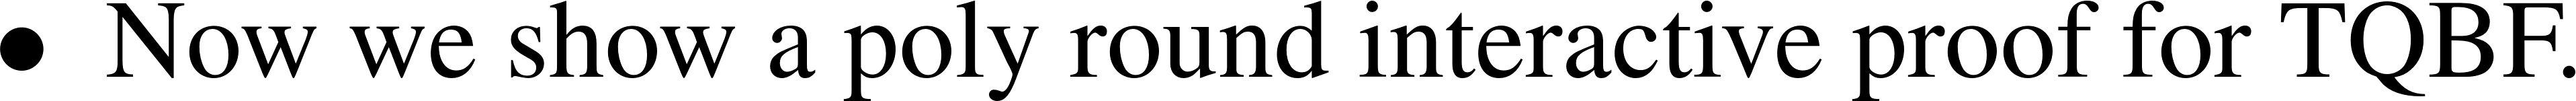 • Now we show a poly round interactive proof for TQBF.